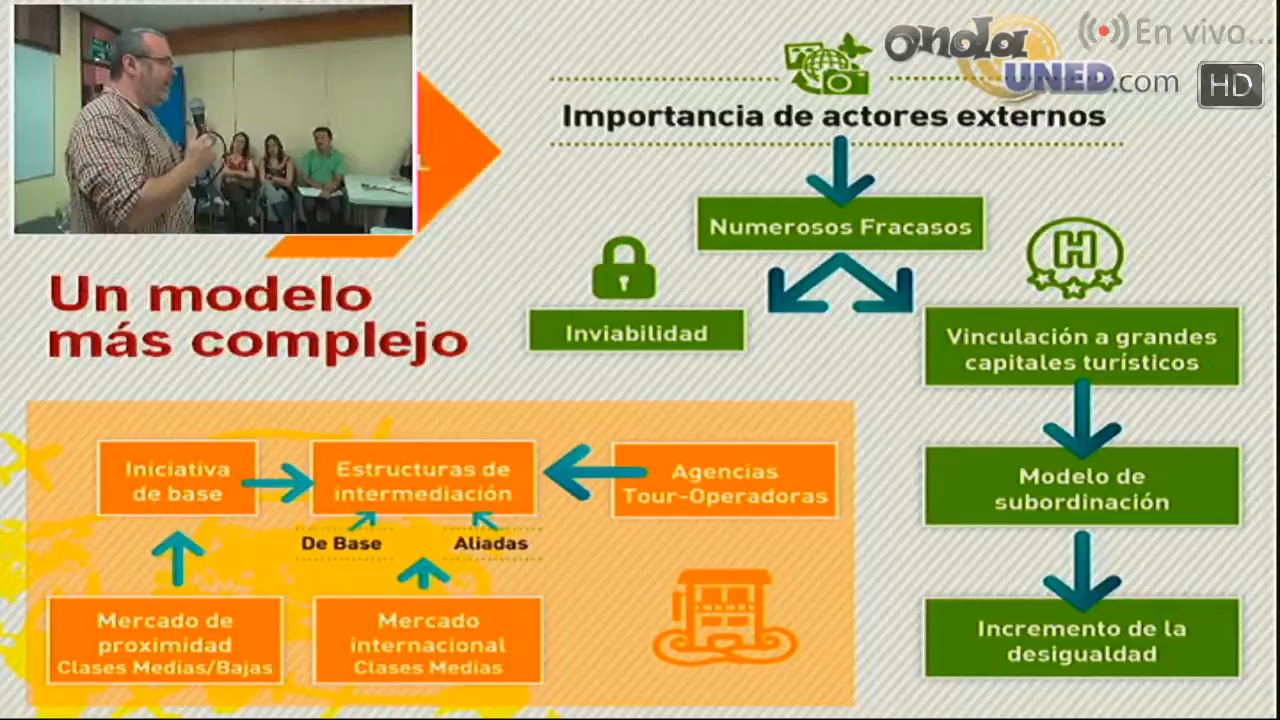 onda
UNED.com
En vivo...
HD
Importancia de actores externos
Numerosos Fracasos
Inviabilidad
Vinculación a grandes
capitales turísticos
Modelo de
subordinación
Incremento de la
desigualdad
Un modelo
más complejo
Iniciativa
de base
Estructuras de
intermediación
Agencias
Tour-Operadoras
De Base
Aliadas
Mercado de
proximidad
Clases Medias/Bajas
Mercado
internacional
Clases Medias
H